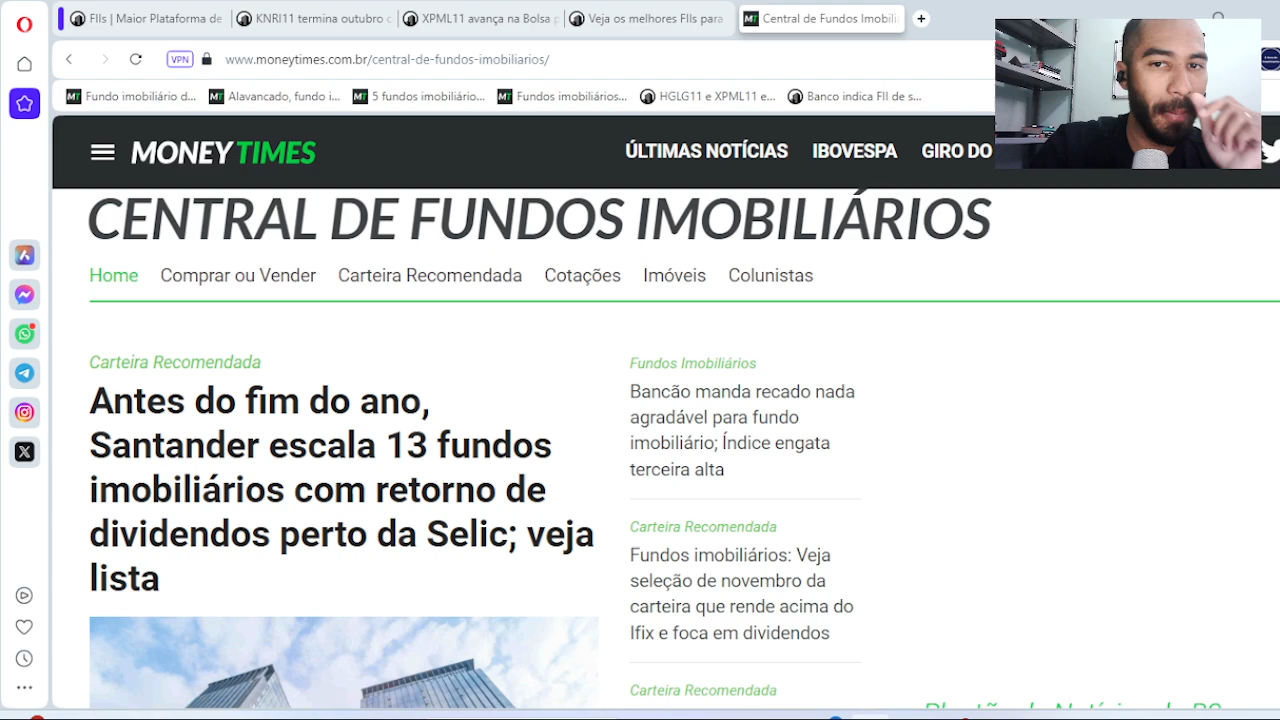 FIIs | Maior Plataforma de
KNRI11 termina outubro c
XPML11 avança na Bolsa p
Veja os melhores FIIs para
Central de Fundos Imobili
VPN
www.moneytimes.com.br/central-de-fundos-imobiliarios/
MT Fundo imobiliário d...
MT Alavancado, fundo i...
MT 5 fundos imobiliário...
MT Fundos imobiliários...
HGLG11 e XPML11 e...
Banco indica FII de s...
MONEY TIMES
ÚLTIMAS NOTÍCIAS
IBOVESPA
GIRO DO
CENTRAL DE FUNDOS IMOBILIÁRIOS
Home
Comprar ou Vender
Carteira Recomendada
Cotações
Imóveis
Colunistas
Carteira Recomendada
Antes do fim do ano,
Santander escala 13 fundos
imobiliários com retorno de
dividendos perto da Selic; veja
lista
Fundos Imobiliários
Bancão manda recado nada
agradável para fundo
imobiliário; Índice engata
terceira alta
Carteira Recomendada
Fundos imobiliários: Veja
seleção de novembro da
carteira que rende acima do
Ifix e foca em dividendos
Carteira Recomendada